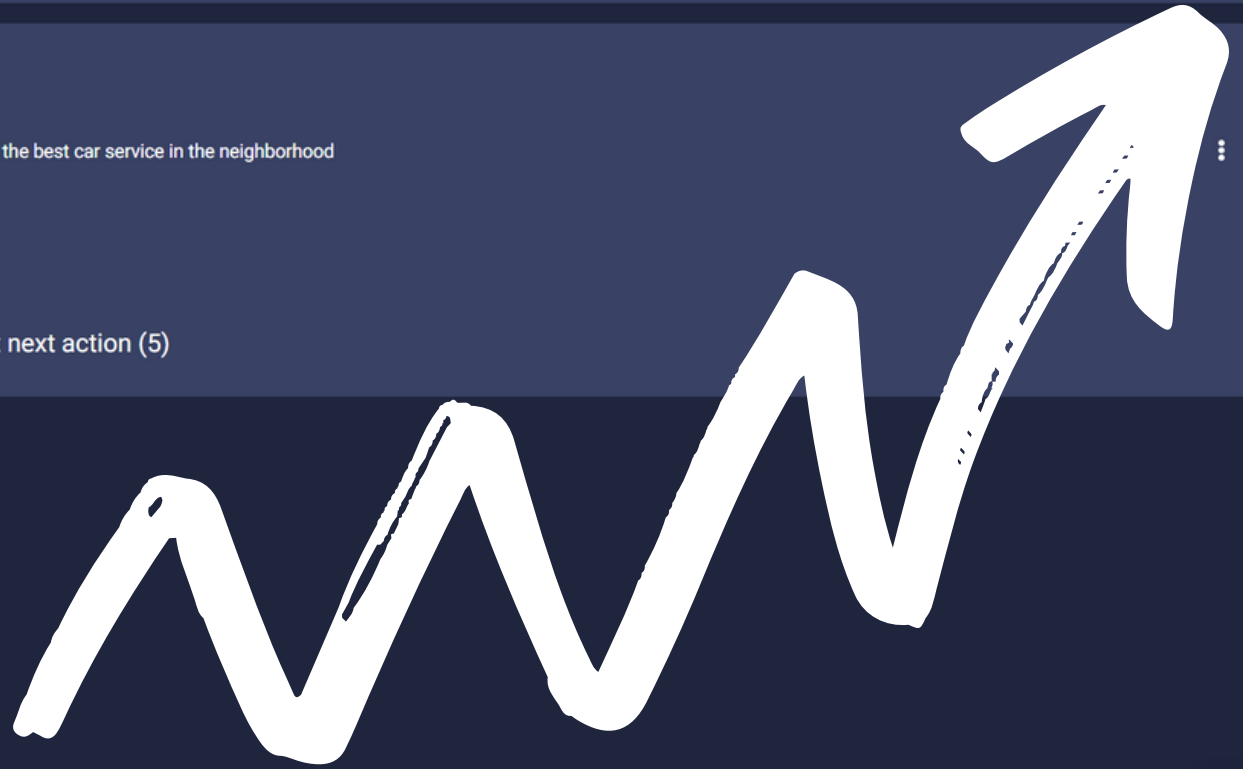 the best car service in the neighborhood
next action (5)